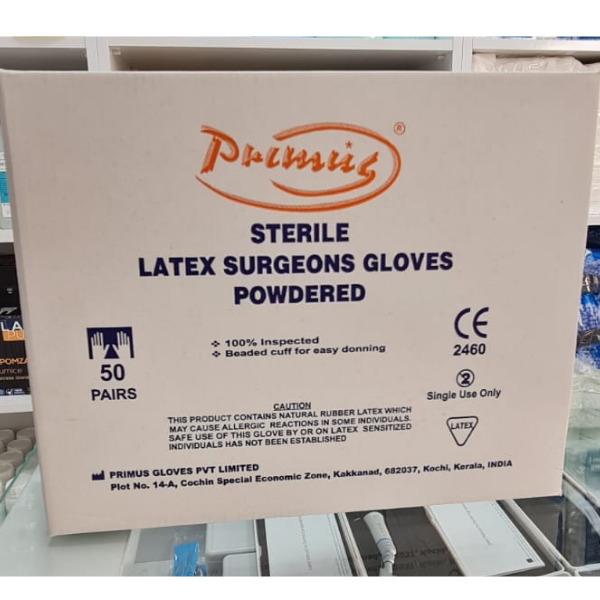 Primus ®
STERILE
LATEX SURGEONS GLOVES
POWDERED
100% Inspected
Beaded cuff for easy donning
50
PAIRS
CE
2460
2
Single Use Only
LATEX
CAUTION
THIS PRODUCT CONTAINS NATURAL RUBBER LATEX WHICH
MAY CAUSE ALLERGIC REACTIONS IN SOME INDIVIDUALS.
SAFE USE OF THIS GLOVE BY OR ON LATEX SENSITIZED
INDIVIDUALS HAS NOT BEEN ESTABLISHED
PRIMUS GLOVES PVT LIMITED
Plot No. 14-A, Cochin Special Economic Zone, Kakkanad, 682037, Kochi, Kerala, INDIA